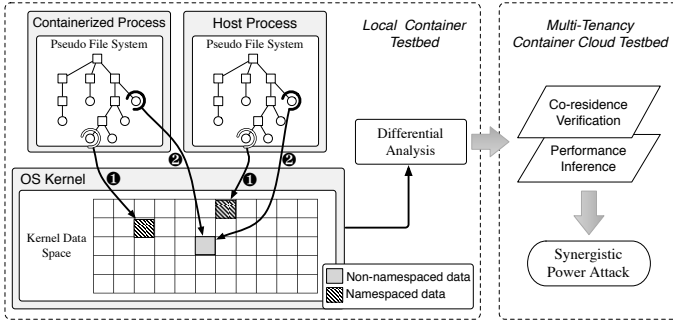 Containerized Process
Host Process
Pseudo File System
Pseudo File System
Local Container
Testbed
Multi-Tenancy
Container Cloud Testbed
Co-residence
Verification
Differential
Analysis
Performance
Inference
❶
❷
❶
❷
OS Kernel
Kernel Data
Space
Synergistic
Power Attack
Non-namespaced data
Namespaced data